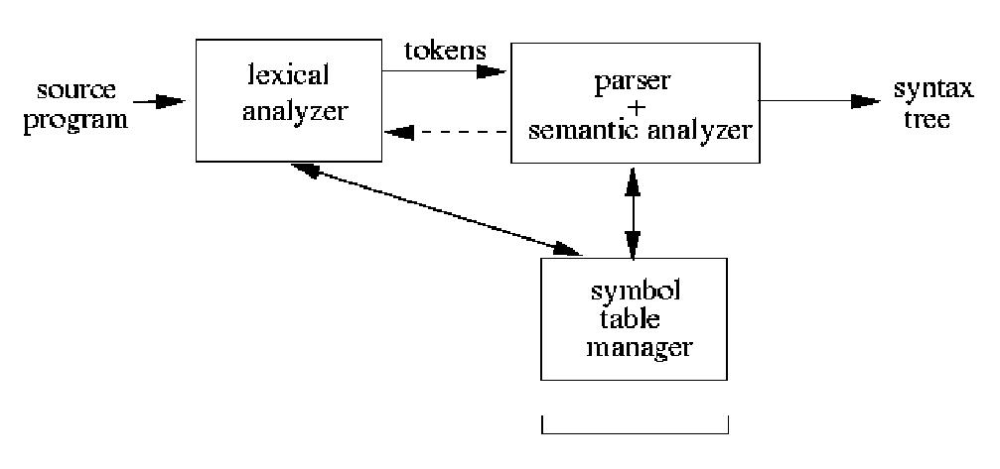 source
program
lexical
analyzer
tokens
parser
+
semantic analyzer
syntax
tree
symbol
table
manager